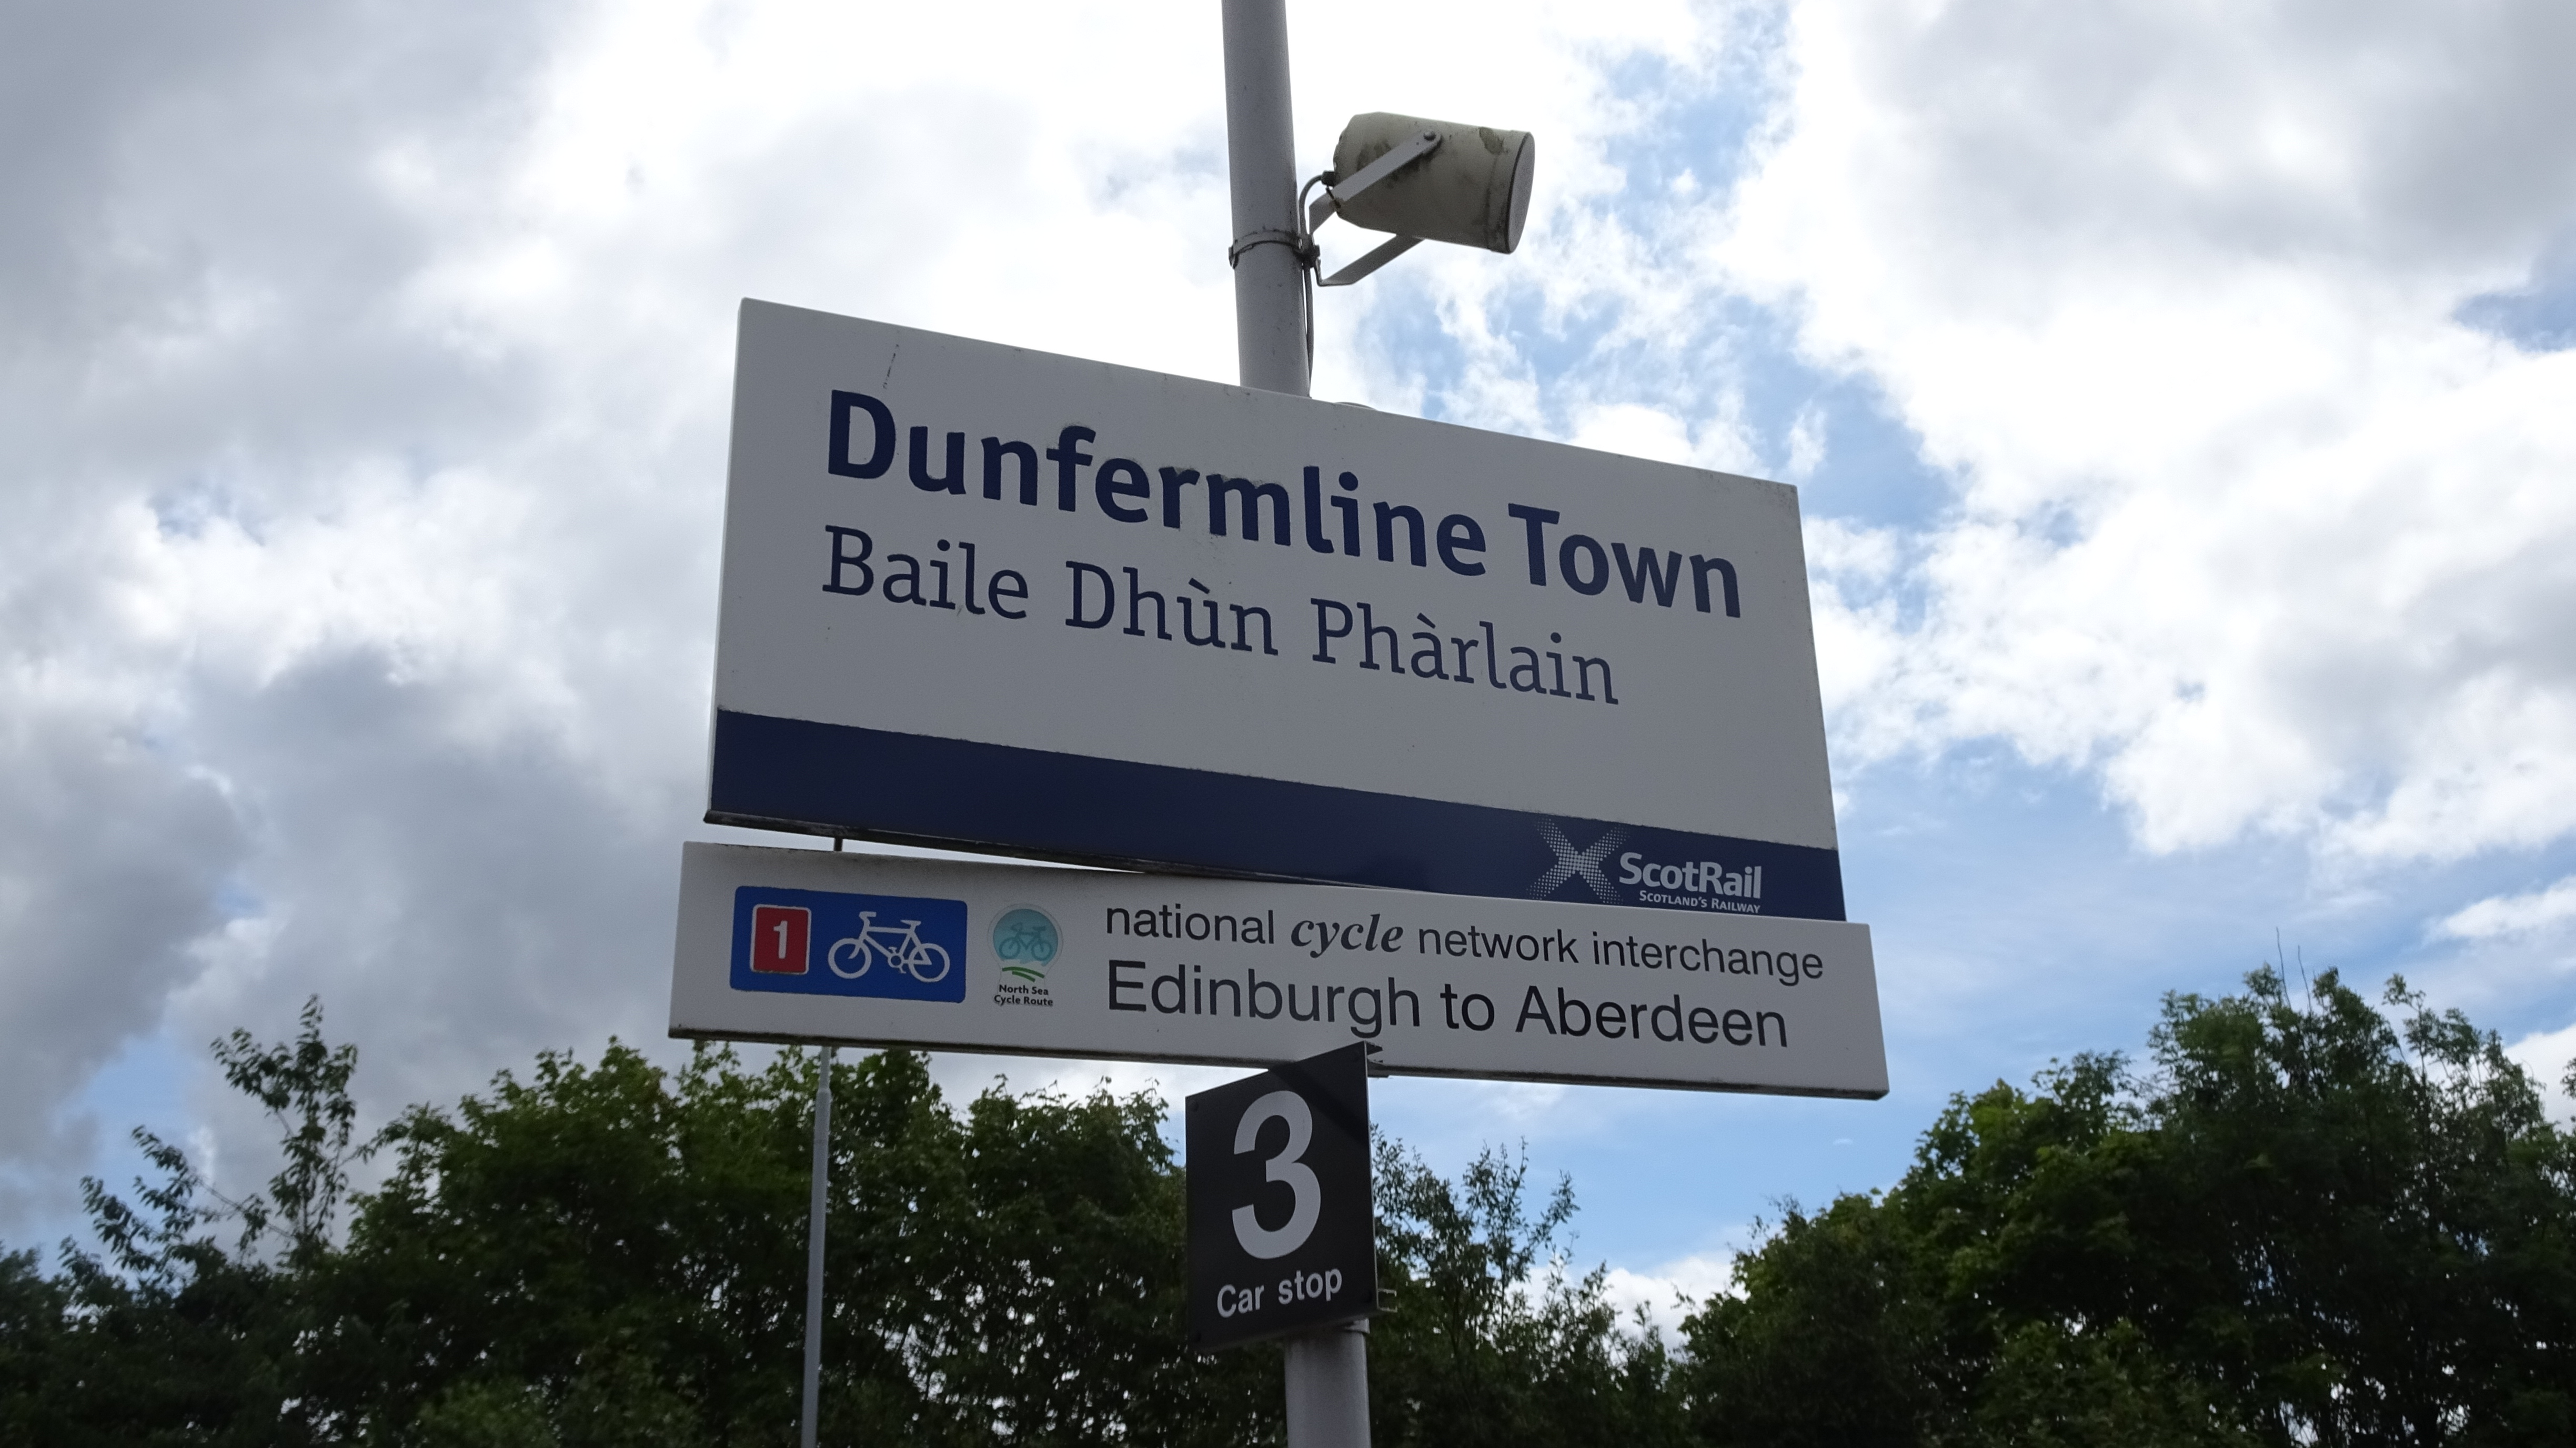 Dunfermline Town
Baile Dhùn Phàrlain
ScotRail
SCOTLAND'S RAILWAY
1
North Sea
Cycle Route
national cycle network interchange
Edinburgh to Aberdeen
3
Car stop